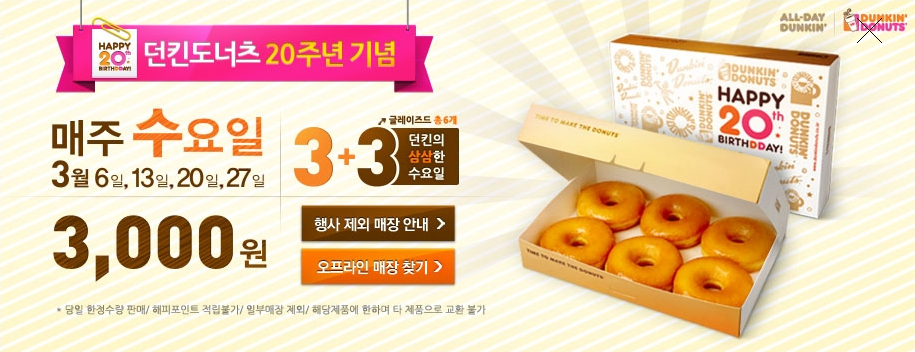 ALL-DAY
DUNKIN'
DUNKIN'
DONUTS'
HAPPY
20th
BIRTHDDAY!
던킨도너츠 20주년 기념
매주 수요일
3월 6일, 13일, 20일, 27일
3,000원
글레이즈드 총6개
3+3
던킨의
상삼한
수요일
행사 제외 매장 안내 >
오프라인 매장 찾기 >
* 당일 한정수량 판매/ 해피포인트 적립불가/ 일부매장 제외/ 해당제품에 한하며 타 제품으로 교환 불가
DUNKIN'
DONUTS
HAPPY
20th
BIRTHDDAY!
TIME TO MAKE THE DONUTS
TIME TO MAKE THE DONUTS